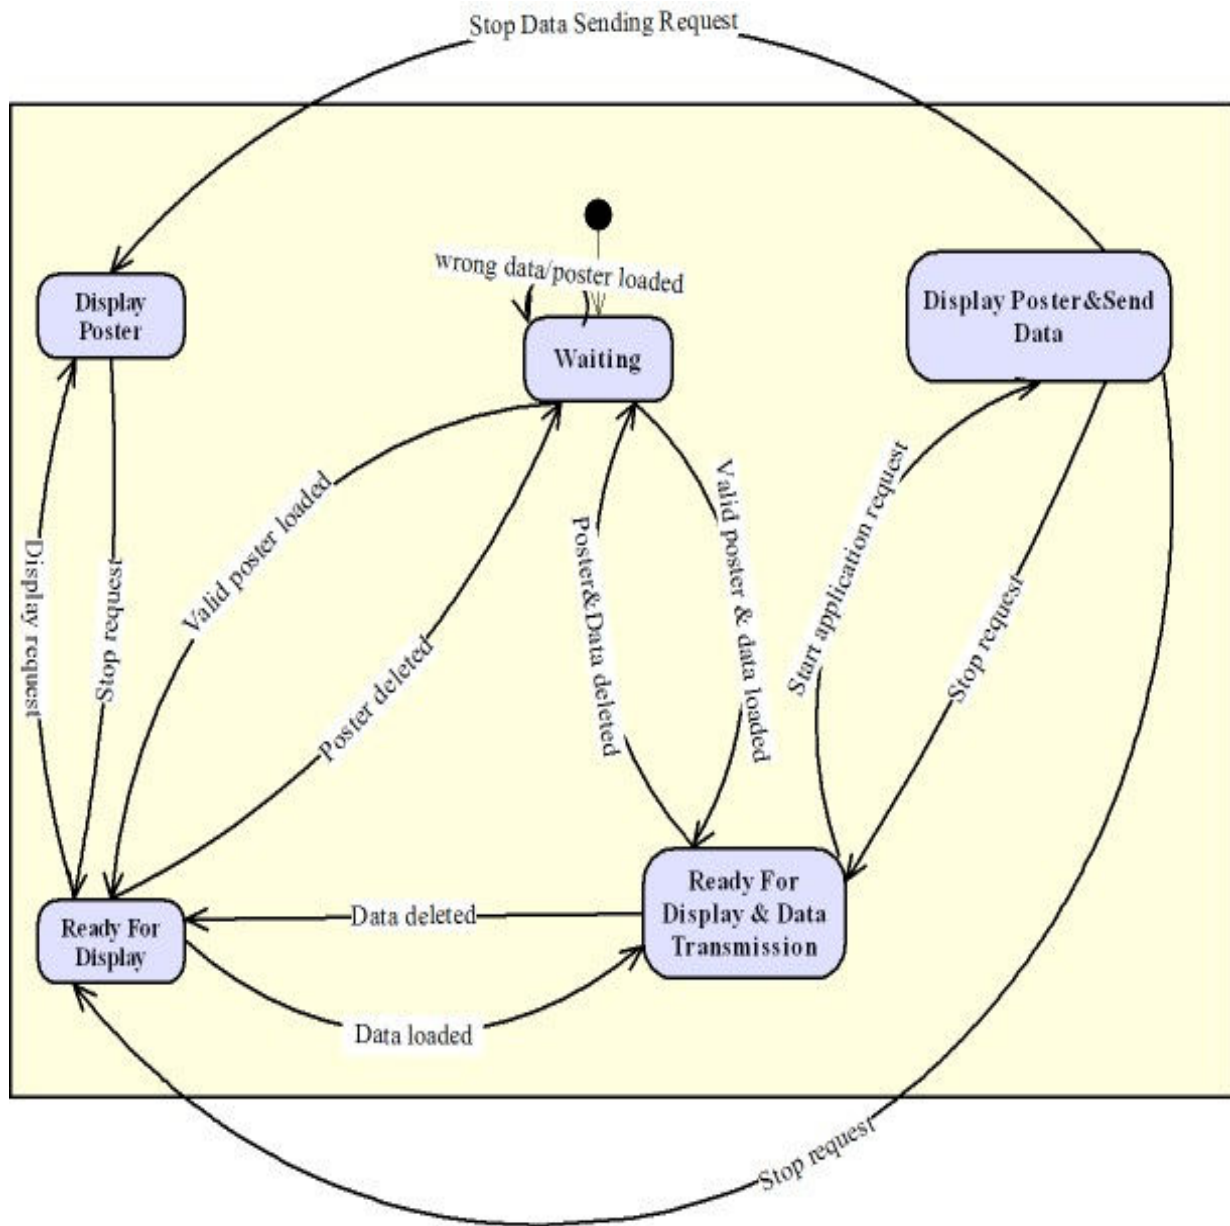 Stop Data Sending Request
wrong data/poster loaded
Display
Poster
Waiting
Display Poster&Send
Data
Display request
Stop request
Valid poster loaded
Poster deleted
Poster&Data deleted
Valid poster & data loaded
Start application request
Stop request
Ready For
Display
Data deleted
Data loaded
Ready For
Display & Data
Transmission
Stop request